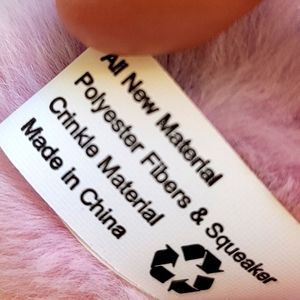 All New Material
Polyester Fibers & Squeaker
Crinkle Material
Made in China